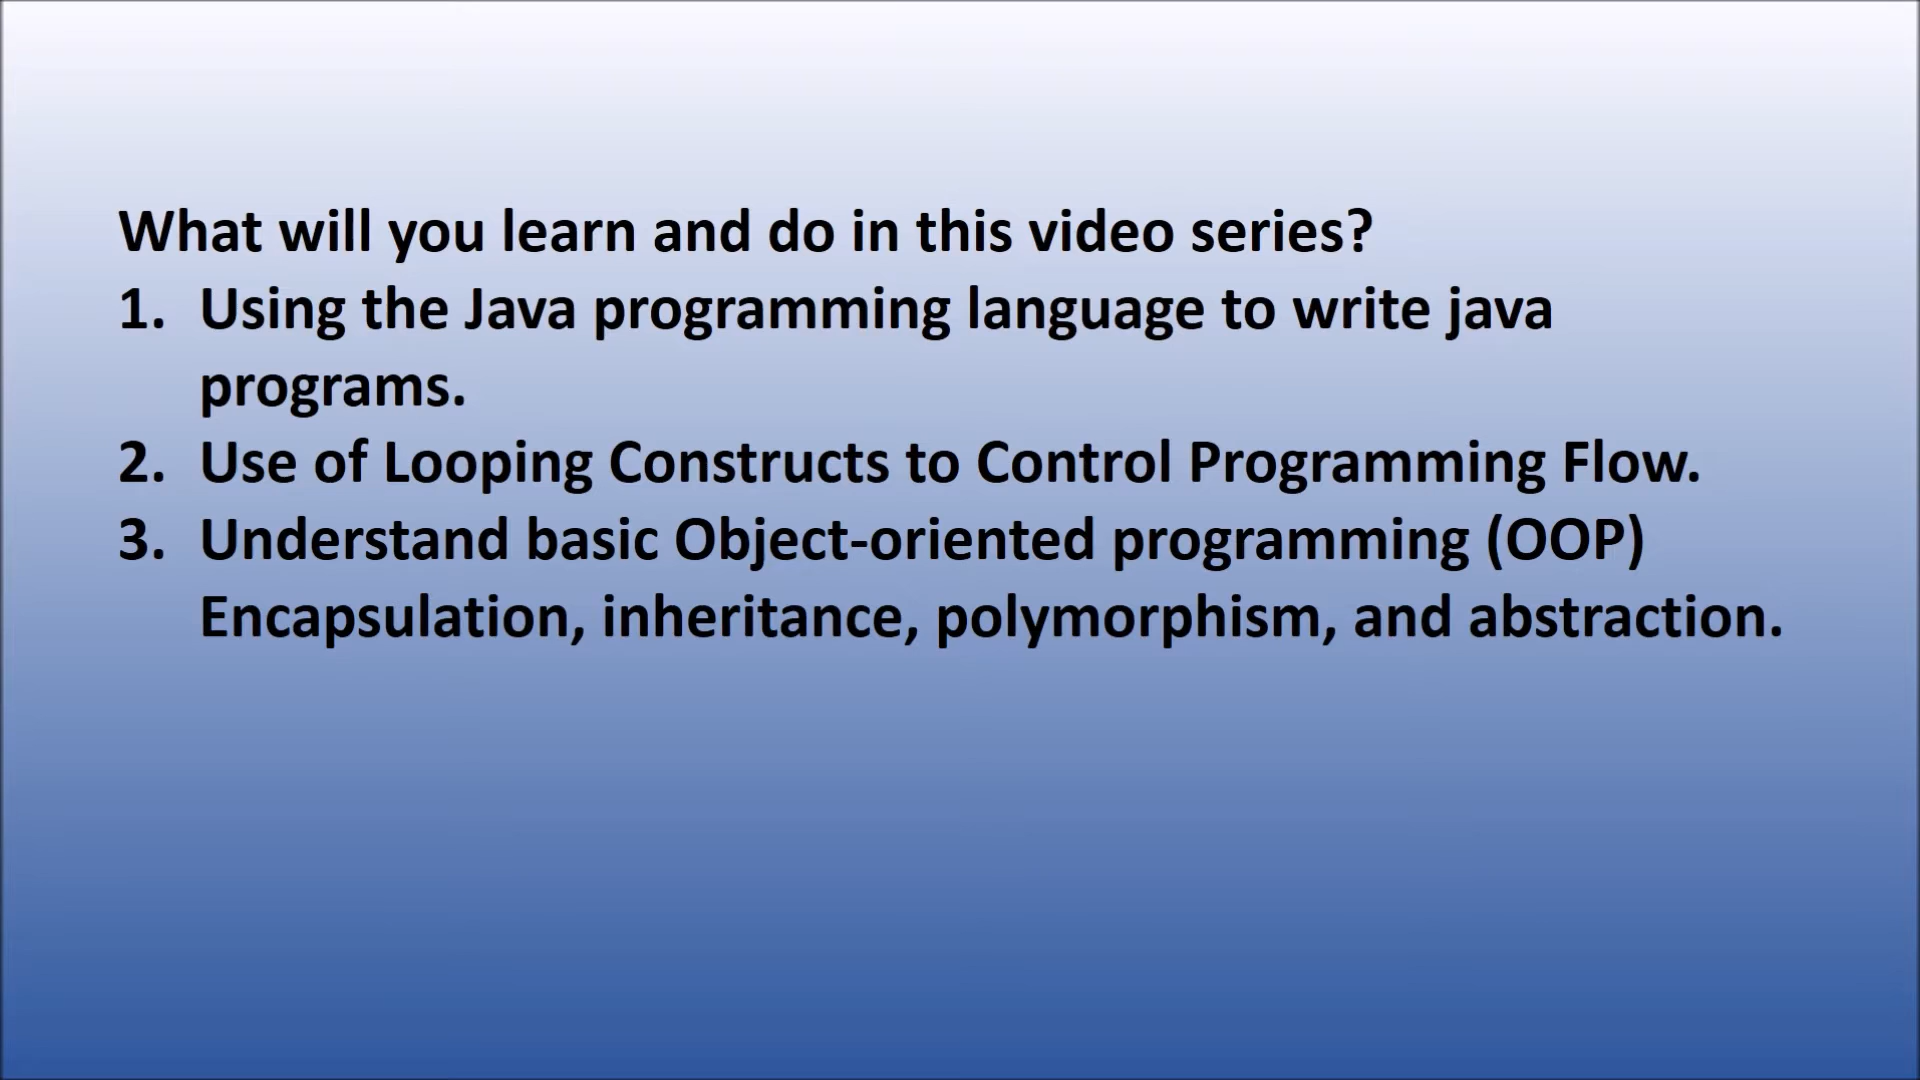 What will you learn and do in this video series?
1. Using the Java programming language to write java
programs.
2. Use of Looping Constructs to Control Programming Flow.
3. Understand basic Object-oriented programming (OOP)
Encapsulation, inheritance, polymorphism, and abstraction.